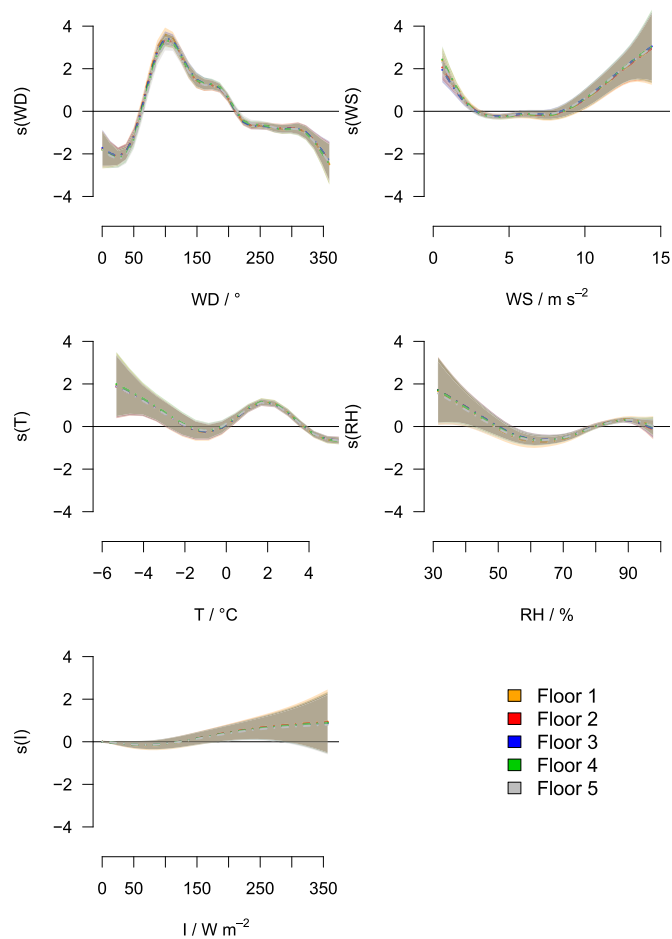 4
2
0
−2
−4
s(WD)
0 50 150 250 350
WD / °
4
2
0
−2
−4
s(WS)
0 5 10 15
WS / m s−2
4
2
0
−2
−4
s(T)
−6 −4 −2 0 2 4
T / °C
4
2
0
−2
−4
s(RH)
30 50 70 90
RH / %
4
2
0
−2
−4
s(I)
0 50 150 250 350
I / W m−2
Floor 1
Floor 2
Floor 3
Floor 4
Floor 5